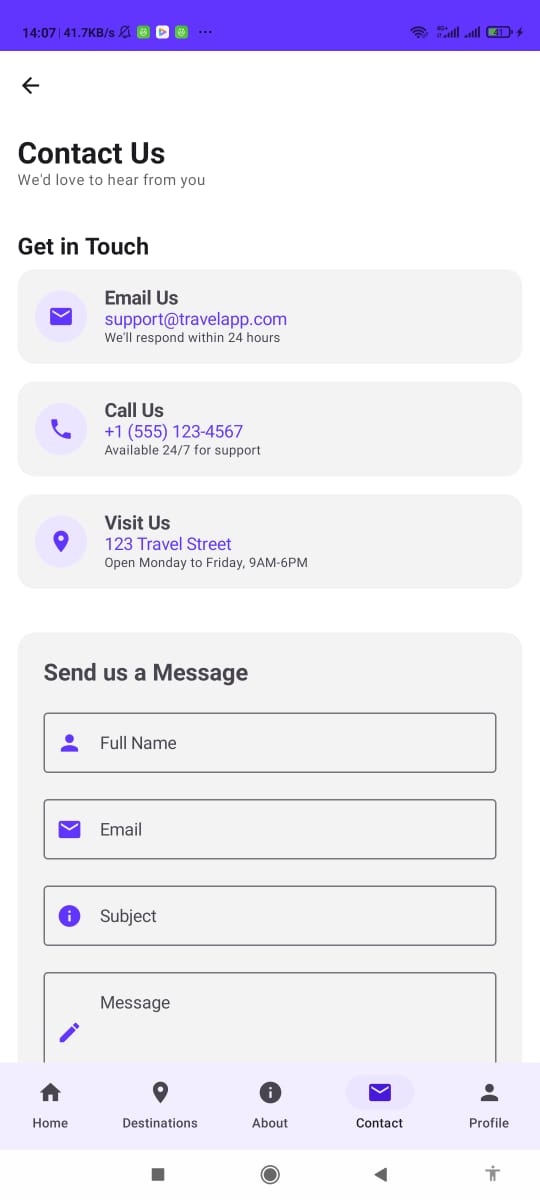 14:07 | 41.7KB/s ...
4G+
41
Contact Us
We'd love to hear from you
Get in Touch
Email Us
support@travelapp.com
We'll respond within 24 hours
Call Us
+1 (555) 123-4567
Available 24/7 for support
Visit Us
123 Travel Street
Open Monday to Friday, 9AM-6PM
Send us a Message
Full Name
Email
Subject
Message
Home
Destinations
About
Contact
Profile